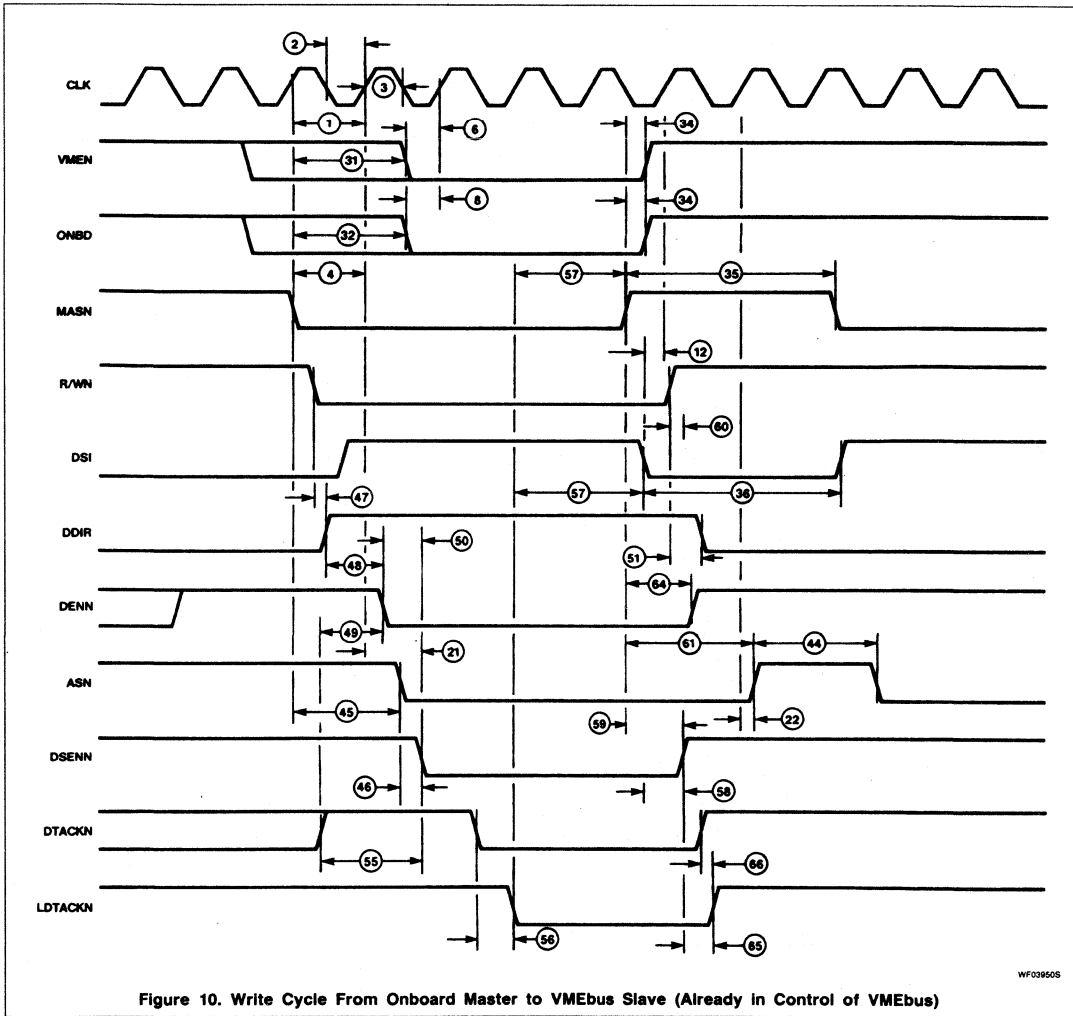 2
CLK
3
1
6
34
VMEN
31
8
34
ONBD
32
4
57
35
MASN
12
R/WN
60
DSI
47
57
36
DDIR
50
51
48
64
DENN
49
21
61
44
ASN
45
59
22
DSENN
46
58
DTACKN
55
66
LDTACKN
56
65
WF03950S
Figure 10. Write Cycle From Onboard Master to VMEbus Slave (Already in Control of VMEbus)